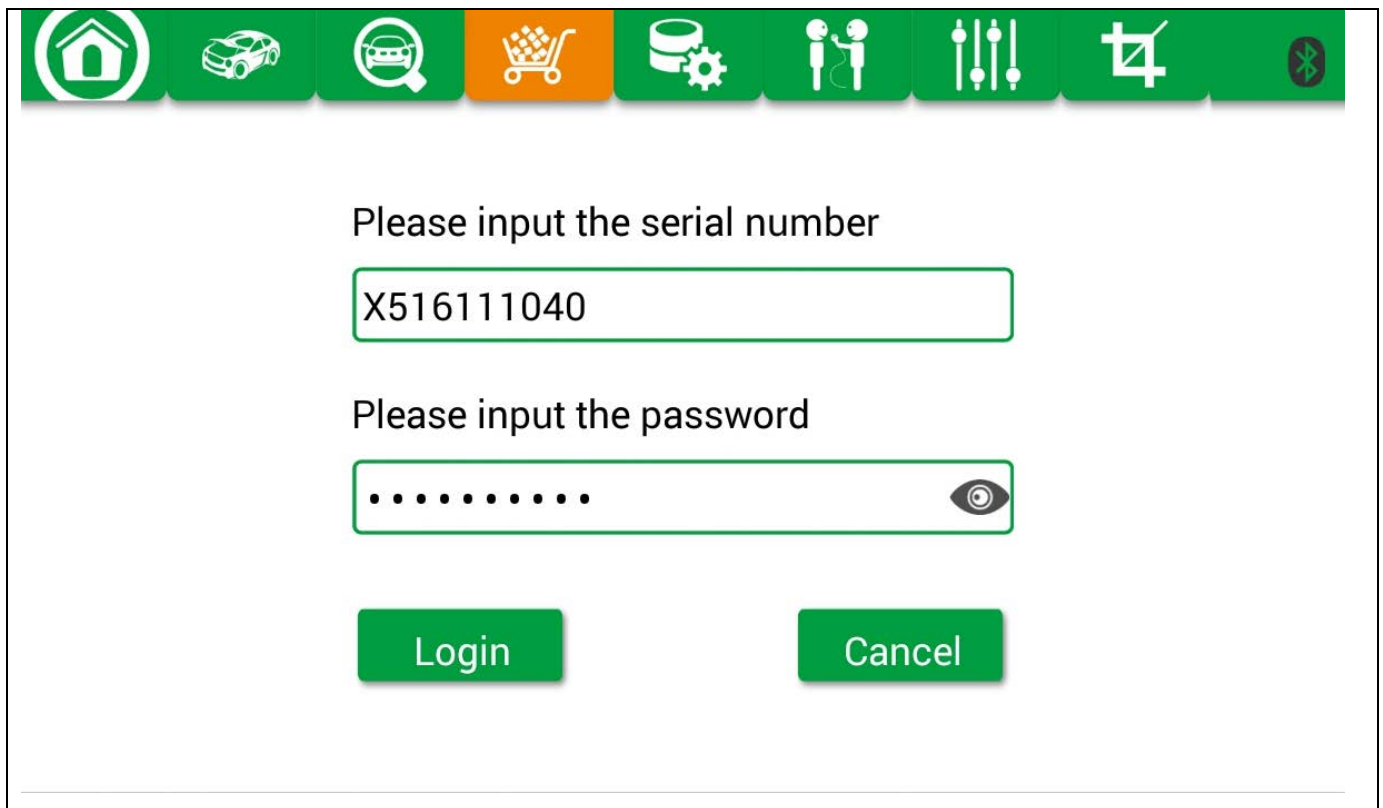 Please input the serial number
X516111040
Please input the password
••••••••••
Login
Cancel